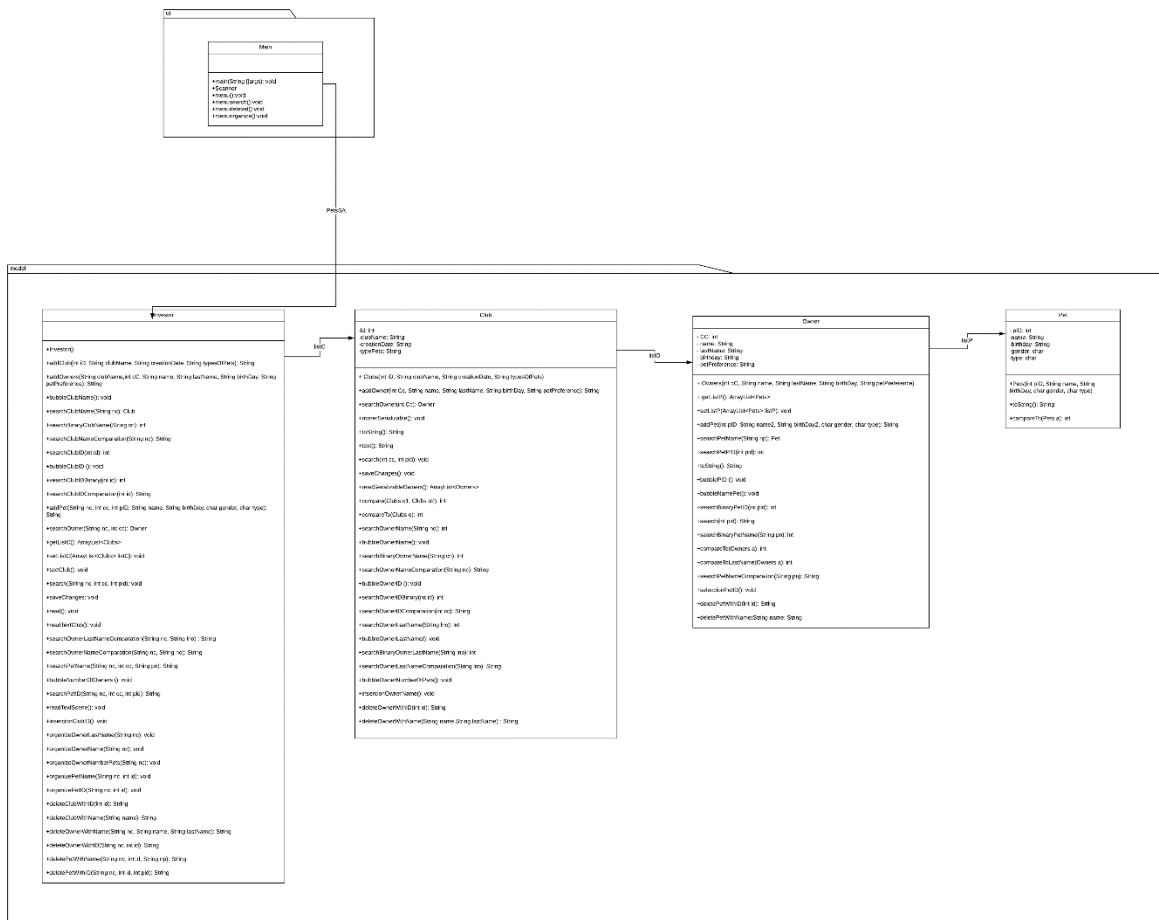 ui
Main
+main(String []args): void
+Scanner
+menu():void
+menusearch():void
+menudeleted():void
+menuorganize():void
PetsSA
model
Investor
+Investor()
+addClub(int iD, String clubName, String creationDate, String typesOfPets): String
+addOwners(String clubName,int cC, String name, String lastName, String birthDay, String
petPreference): String
+bubbleClubName(): void
+searchClubName(String nc): Club
+searchBinaryClubName(String cn): int
+searchClubNameComparation(String nc): String
+searchClubID(int id): int
+bubbleClubID (): void
+searchClubIDBinary(int id): int
+searchClubIDComparation(int id): String
+addPet(String nc, int cc, int pID, String name, String birthDay, char gender, char type):
String
+searchOwner(String nc, int cc): Owner
+getListC(): ArrayList<Clubs>
+setListC(ArrayList<Clubs> listC): void
+textClub(): void
+search(String nc, int cc, int pid): void
+saveChanges: void
+read(): void
+readTextClub(): void
+searchOwnerLastNameComparation(String nc, String lno) : String
+searchOwnerNameComparation(String nc, String no): String
+searchPetName(String nc, int cc, String pn): String
+bubbleNumberOfOwners (): void
+searchPetID(String nc, int cc, int pId): String
+readTextScene(): void
+insercionClubID(): void
+organizeOwnerLastName(String nc): void
+organizeOwnerName(String nc): void
+organizeOwnerNumberPets(String nc): void
+organizePetName(String nc, int id): void
+organizePetID(String nc, int id): void
+deleteClubWithID(int id): String
+deleteClubWithName(String name): String
+deleteOwnerWithName(String nc, String name, String lastName): String
+deleteOwnerWithID(String nc, int id): String
+deletePetWithName(String nc, int id, String np): String
+deletePetWithID(String nc, int id, int pId): String
listC
Club
-id: int
-clubName: String
-creationDate: String
-typePets: String
+ Clubs(int iD, String clubName, String creationDate, String typesOfPets)
+addOwner(int Cc, String name, String lastName, String birthDay, String petPreference): String
+searchOwner(int Cc): Owner
+ownerSerializable(): void
+toString(): String
+text(): String
+search(int cc, int pid): void
+saveChanges(): void
+readSerializableOwners(): ArrayList<Owners>
+compare(Clubs o1, Clubs o2): int
+compareTo(Clubs o): int
+searchOwnerName(String no): int
+bubbleOwnerName(): void
+searchBinaryOwnerName(String cn): int
+searchOwnerNameComparation(String nc): String
+bubbleOwnerID (): void
+searchOwnerIDBinary(int id): int
+searchOwnerIDComparation(int cc): String
+searchOwnerLastName(String lno): int
+bubbleOwnerLastName(): void
+searchBinaryOwnerLastName(String lno): int
+searchOwnerLastNameComparation(String lno): String
+bubbleOwnerNumberOfPets(): void
+insercionOwnerName(): void
+deleteOwnerWithID(int id): String
+deleteOwnerWithName(String name,String lastName) : String
listO
Owner
- CC: int
- name: String
- lastName: String
- birthday: String
- petPreference: String
+ Owners(int cC, String name, String lastName, String birthDay, String petPreference)
+ getListP(): ArrayList<Pets>
+ setListP(ArrayList<Pets> listP): void
+addPet(int pID, String name2, String birthDay2, char gender, char type): String
+searchPetName(String np): Pet
+searchPetPID(int pid): int
+toString(): String
+bubblePID (): void
+bubbleNamePet(): void
+searchBinaryPetID(int pid): int
+search(int pid): String
+searchBinaryPetName(String pn): int
+compareTo(Owners a): int
+compareToLastName(Owners a): int
+searchPetNameComparation(String pn): String
+seleccionPetID(): void
+deletePetWithID(int id): String
+deletePetWithName(String name: String
listP
Pet
- pID: int
-name: String
-birthday: String
-gender: char
-type: char
+Pets(int pID, String name, String
birthDay, char gender, char type)
+toString(): String
+compareTo(Pets a): int